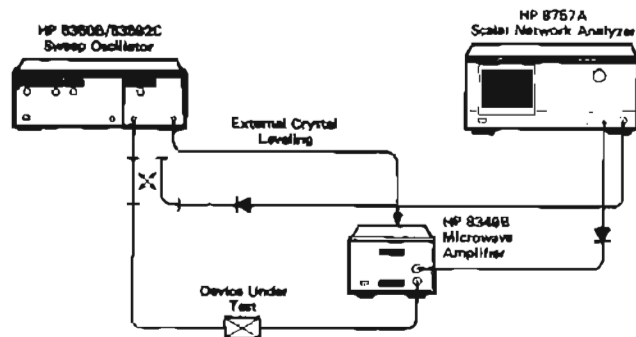 HP 8350B/83592C
Sweep Oscillator
HP 8757A
Scalar Network Analyzer
External Crystal
Leveling
HP 8349B
Microwave
Amplifier
Device Under
Test